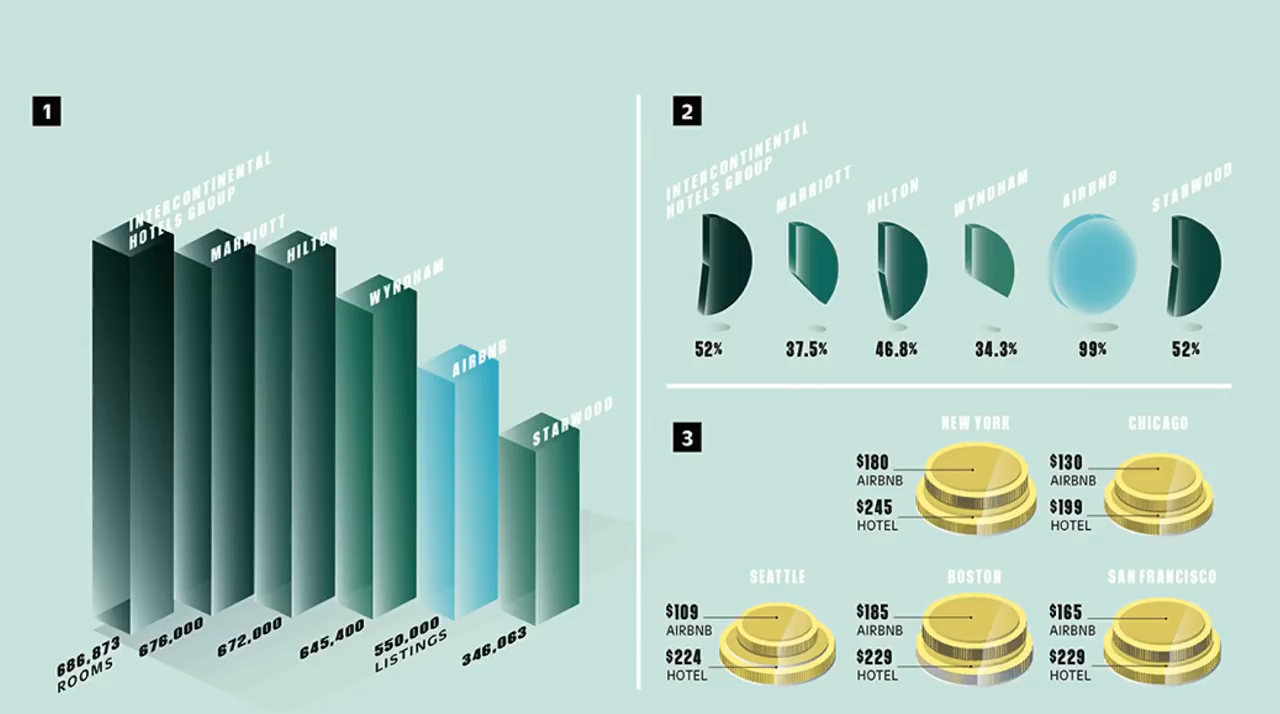 1
INTERCONTINENTAL
HOTELS GROUP
MARRIOTT
HILTON
WYNDHAM
AIRBNB
STARWOOD
686,873
ROOMS
676,000
672,000
645,400
550,000
LISTINGS
346,063
2
INTERCONTINENTAL
HOTELS GROUP
MARRIOTT
HILTON
WYNDHAM
AIRBNB
STARWOOD
52%
37.5%
46.8%
34.3%
99%
52%
3
NEW YORK
$180
AIRBNB
$245
HOTEL
CHICAGO
$130
AIRBNB
$199
HOTEL
SEATTLE
$109
AIRBNB
$224
HOTEL
BOSTON
$185
AIRBNB
$229
HOTEL
SAN FRANCISCO
$165
AIRBNB
$229
HOTEL